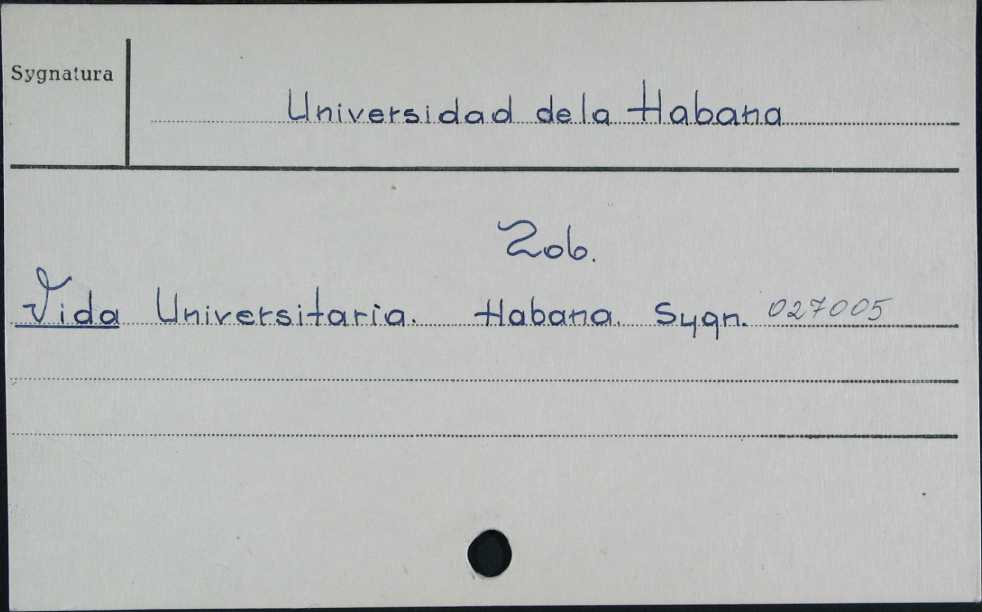 Sygnatura
Universidad de la Habana
Zob.
Vida Universitaria. Habana. Sygn. 027005